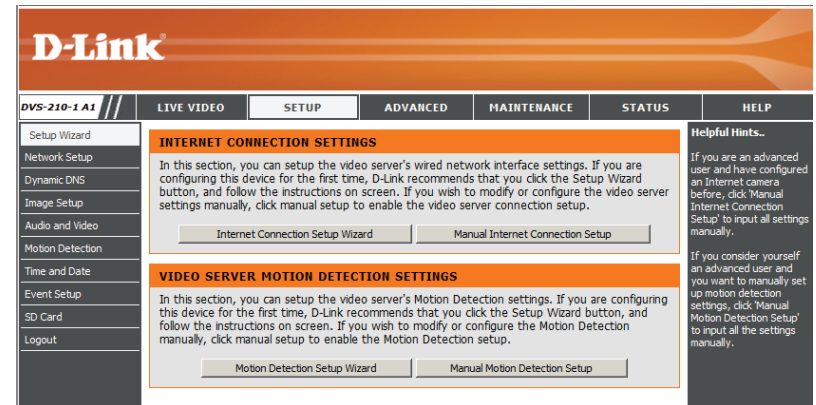 D-Link®
DVS-210-1 A1
LIVE VIDEO
SETUP
ADVANCED
MAINTENANCE
STATUS
HELP
Setup Wizard
Network Setup
Dynamic DNS
Image Setup
Audio and Video
Motion Detection
Time and Date
Event Setup
SD Card
Logout
INTERNET CONNECTION SETTINGS
In this section, you can setup the video server's wired network interface settings. If you are
configuring this device for the first time, D-Link recommends that you click the Setup Wizard
button, and follow the instructions on screen. If you wish to modify or configure the video server
settings manually, click manual setup to enable the video server connection setup.
Internet Connection Setup Wizard
Manual Internet Connection Setup
VIDEO SERVER MOTION DETECTION SETTINGS
In this section, you can setup the video server's Motion Detection settings. If you are configuring
this device for the first time, D-Link recommends that you click the Setup Wizard button, and
follow the instructions on screen. If you wish to modify or configure the Motion Detection
manually, click manual setup to enable the Motion Detection setup.
Motion Detection Setup Wizard
Manual Motion Detection Setup
Helpful Hints..
If you are an advanced
user and have configured
an Internet camera
before, click 'Manual
Internet Connection
Setup' to input all settings
manually.
If you consider yourself
an advanced user and
you want to manually set
up motion detection
settings, click 'Manual
Motion Detection Setup'
to input all the settings
manually.